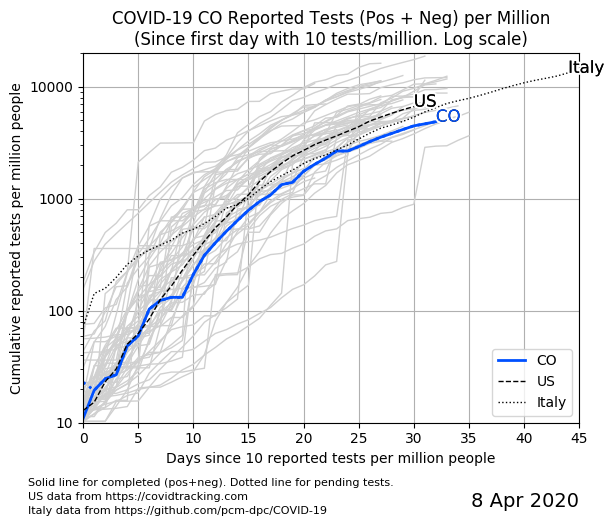 COVID-19 CO Reported Tests (Pos + Neg) per Million
(Since first day with 10 tests/million. Log scale)
Cumulative reported tests per million people
10000
1000
100
10
Italy
US
CO
CO
US
Italy
0 5 10 15 20 25 30 35 40 45
Days since 10 reported tests per million people
Solid line for completed (pos+neg). Dotted line for pending tests.
US data from https://covidtracking.com
Italy data from https://github.com/pcm-dpc/COVID-19
8 Apr 2020